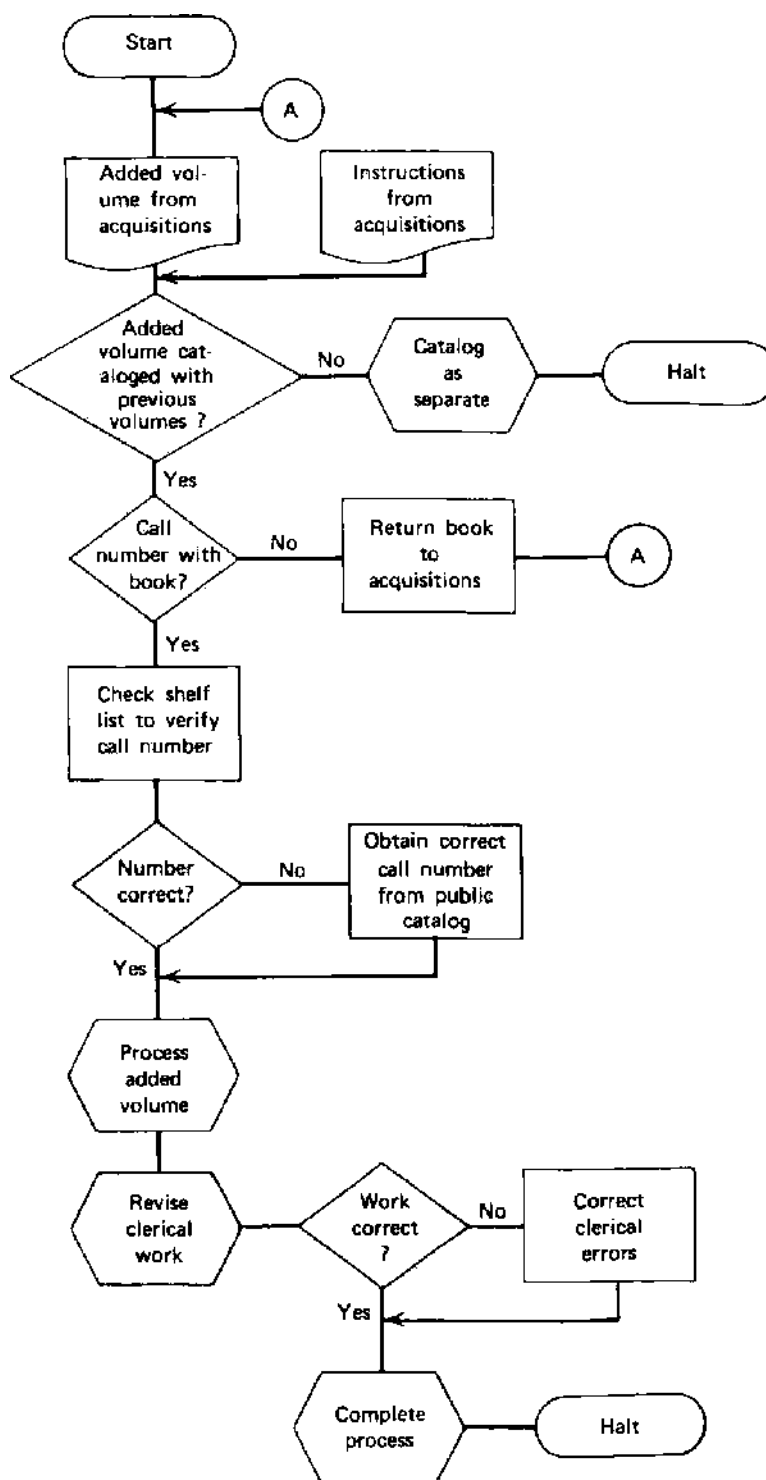 Start
A
Added vol-
ume from
acquisitions
Instructions
from
acquisitions
Added
volume cat-
aloged with
previous
volumes ?
No
Catalog
as
separate
Halt
Yes
Call
number with
book?
No
Return book
to
acquisitions
A
Yes
Check shelf
list to verify
call number
Number
correct?
No
Obtain correct
call number
from public
catalog
Yes
Process
added
volume
Revise
clerical
work
Work
correct
?
No
Correct
clerical
errors
Yes
Complete
process
Halt